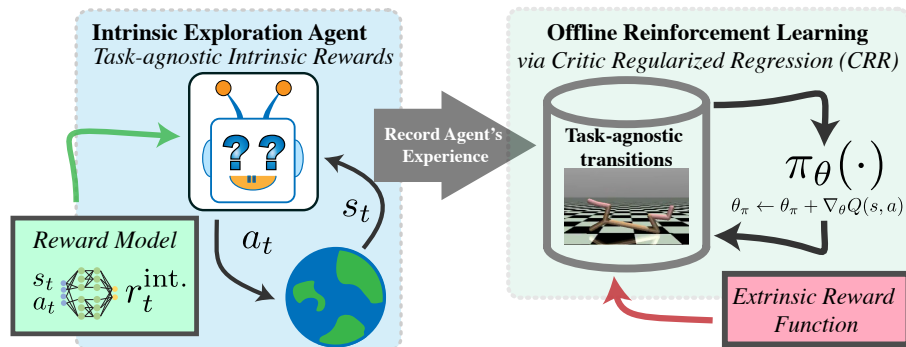 Intrinsic Exploration Agent
Task-agnostic Intrinsic Rewards
? ?
s_t
a_t
Reward Model
s_t
a_t
r_t^{int.}
Record Agent's
Experience
Offline Reinforcement Learning
via Critic Regularized Regression (CRR)
Task-agnostic
transitions
π_θ(·)
θ_π ← θ_π + ∇_θ Q(s, a)
Extrinsic Reward
Function